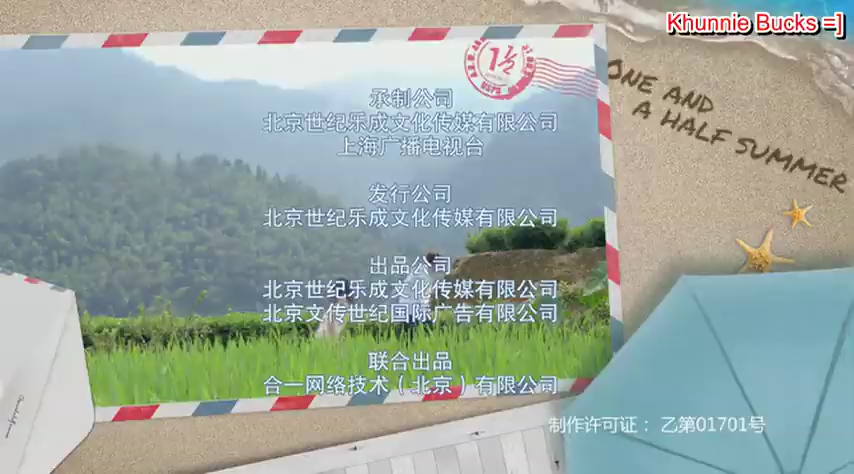 Khunnie Bucks =]
1½
ONE AND
A HALF SUMMER
承制公司
北京世纪乐成文化传媒有限公司
上海广播电视台
发行公司
北京世纪乐成文化传媒有限公司
出品公司
北京世纪乐成文化传媒有限公司
北京文传世纪国际广告有限公司
联合出品
合一网络技术（北京）有限公司
制作许可证： 乙第01701号